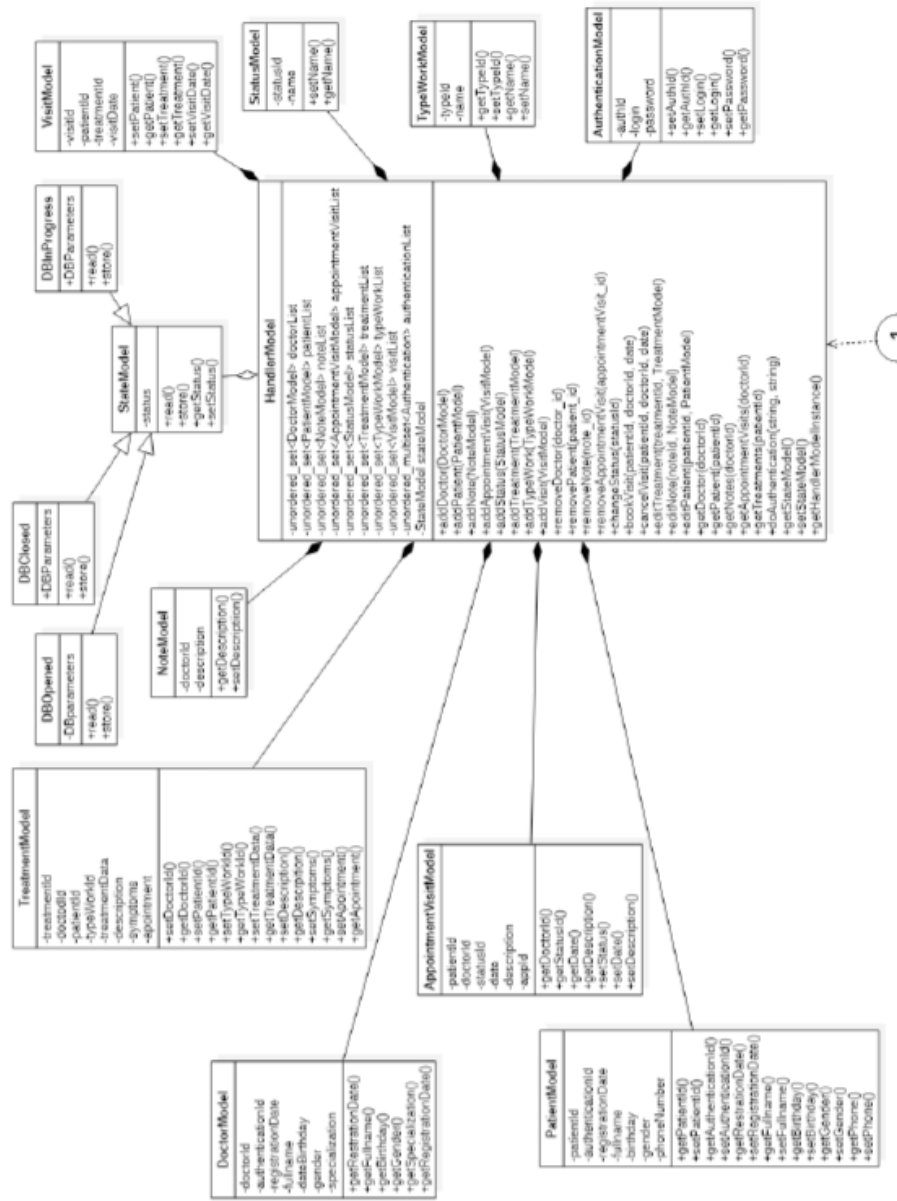 VisitModel
-visitId
-patientId
-treatmentId
-visitDate
+setPatient()
+getPatient()
+setTreatment()
+getTreatment()
+setVisitDate()
+getVisitDate()
StatusModel
-statusId
-name
+setName()
+getName()
TypeWorkModel
-typeId
-name
+getTypeId()
+setTypeId()
+getName()
+setName()
AuthenticationModel
-authId
-login
-password
+setAuthId()
+getAuthId()
+setLogin()
+getLogin()
+setPassword()
+getPassword()
DBInProgress
+DBParameters
+read()
+store()
StateModel
-status
+read()
+store()
+getStatus()
+setStatus()
HandlerModel
-unordered_set<DoctorModel> doctorList
-unordered_set<PatientModel> patientList
-unordered_set<NoteModel> noteList
-unordered_set<AppointmentVisitModel> appointmentVisitList
-unordered_set<StatusModel> statusList
-unordered_set<TreatmentModel> treatmentList
-unordered_set<TypeWorkModel> typeWorkList
-unordered_set<VisitModel> visitList
-unordered_multiset<Authentication> authenticationList
-StateModel stateModel
+addDoctor(DoctorModel)
+addPatient(PatientModel)
+addNote(NoteModel)
+addAppointmentVisit(VisitModel)
+addStatus(StatusModel)
+addTreatment(TreatmentModel)
+addTypeWork(TypeWorkModel)
+addVisit(VisitModel)
+removeDoctor(doctor_id)
+removePatient(patient_id)
+removeNote(note_id)
+removeAppointmentVisit(appointmentVisit_id)
+changeStatus(statusId)
+bookVisit(patientId, doctorId, date)
+cancelVisit(patientId, doctorId, date)
+editTreatment(treatmentId, TreatmentModel)
+editNote(noteId, NoteModel)
+editPatient(patientId, PatientModel)
+getDoctor(doctorId)
+getPatient(patientId)
+getNotes(doctorId)
+getAppointmentVisits(doctorId)
+getTreatments(patientId)
+doAuthentication(string, string)
+getStateModel()
+setStateModel()
+getHandlerModelInstance()
1
DBClosed
+DBParameters
+read()
+store()
DBOpened
-DBparameters
+read()
+store()
NoteModel
-doctorId
-description
+getDescription()
+setDescription()
TreatmentModel
-treatmentId
-doctydId
-patientId
-typeWorkId
-treatmentData
-description
-symptoms
-apointment
+setDoctorId()
+getDoctorId()
+setPatientId()
+getPatientId()
+setTypeWorkId()
+getTypeWorkId()
+setTreatmentData()
+getTreatmentData()
+setDescription()
+getDescrpition()
+setSymptoms()
+getSymptoms()
+setApointment()
+getApointment()
AppointmentVisitModel
-patientId
-doctorId
-statusId
-date
-description
-appId
+getDoctorId()
+getStatusId()
+getDate()
+getDescription()
+setStatus()
+setDate()
+setDescription()
DoctorModel
-doctorId
-authenticationId
-registrationDate
-fullname
-dateBirthday
-gender
-specialization
+getRestrationDate()
+getFullname()
+getBirthday()
+getGender()
+getSpecialization()
+getRegistrationDate()
PatientModel
-patientId
-authenticationId
-registrationDate
-fullname
-birthday
-gender
-phoneNumber
+getPatientId()
+setPatientId()
+getAuthenticationId()
+setAuthenticationId()
+getRestrationDate()
+setRegistrationDate()
+getFullname()
+setFullname()
+getBirthday()
+setBirthday()
+getGender()
+setGender()
+getPhone()
+setPhone()